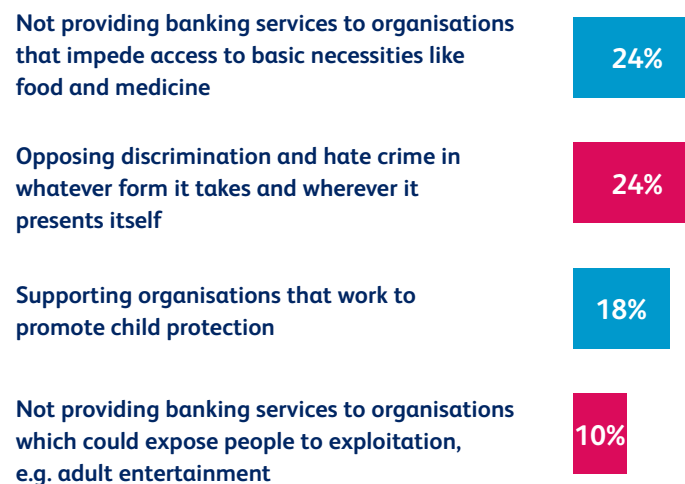 Not providing banking services to organisations
that impede access to basic necessities like
food and medicine
24%
Opposing discrimination and hate crime in
whatever form it takes and wherever it
presents itself
24%
Supporting organisations that work to
promote child protection
18%
Not providing banking services to organisations
which could expose people to exploitation,
e.g. adult entertainment
10%